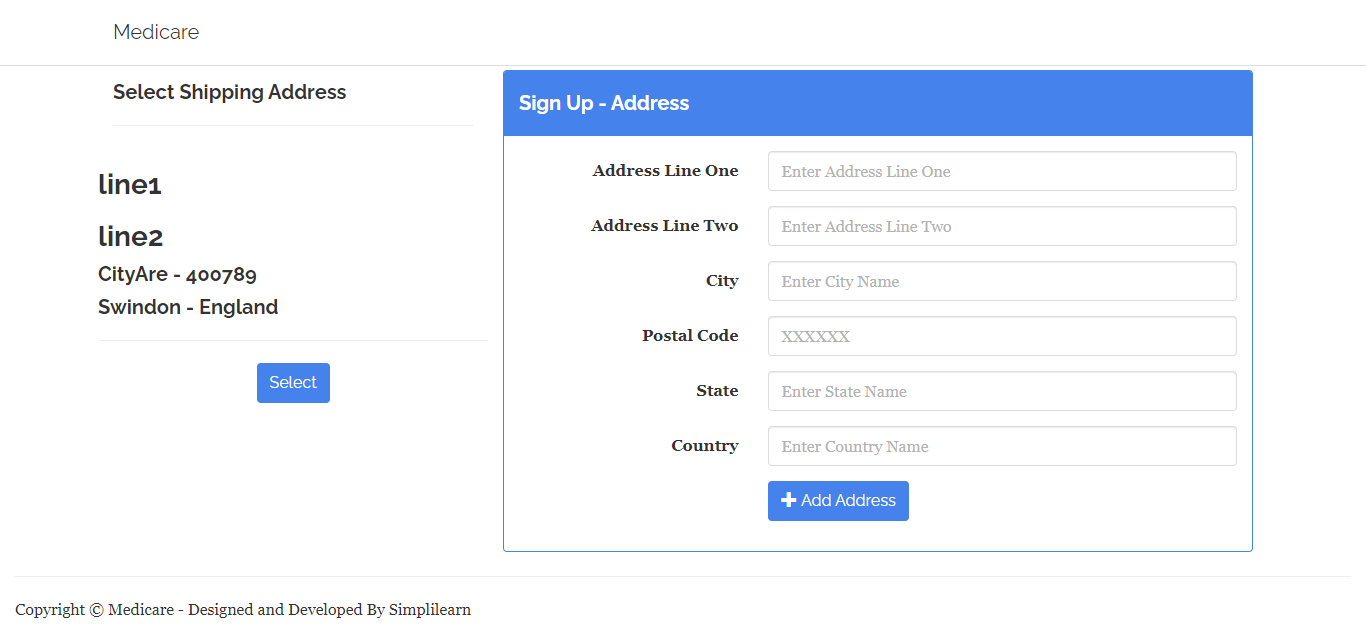 Medicare
Select Shipping Address
line1
line2
CityAre - 400789
Swindon - England
Select
Sign Up - Address
Address Line One
Enter Address Line One
Address Line Two
Enter Address Line Two
City
Enter City Name
Postal Code
XXXXXX
State
Enter State Name
Country
Enter Country Name
Add Address
Copyright © Medicare - Designed and Developed By Simplilearn